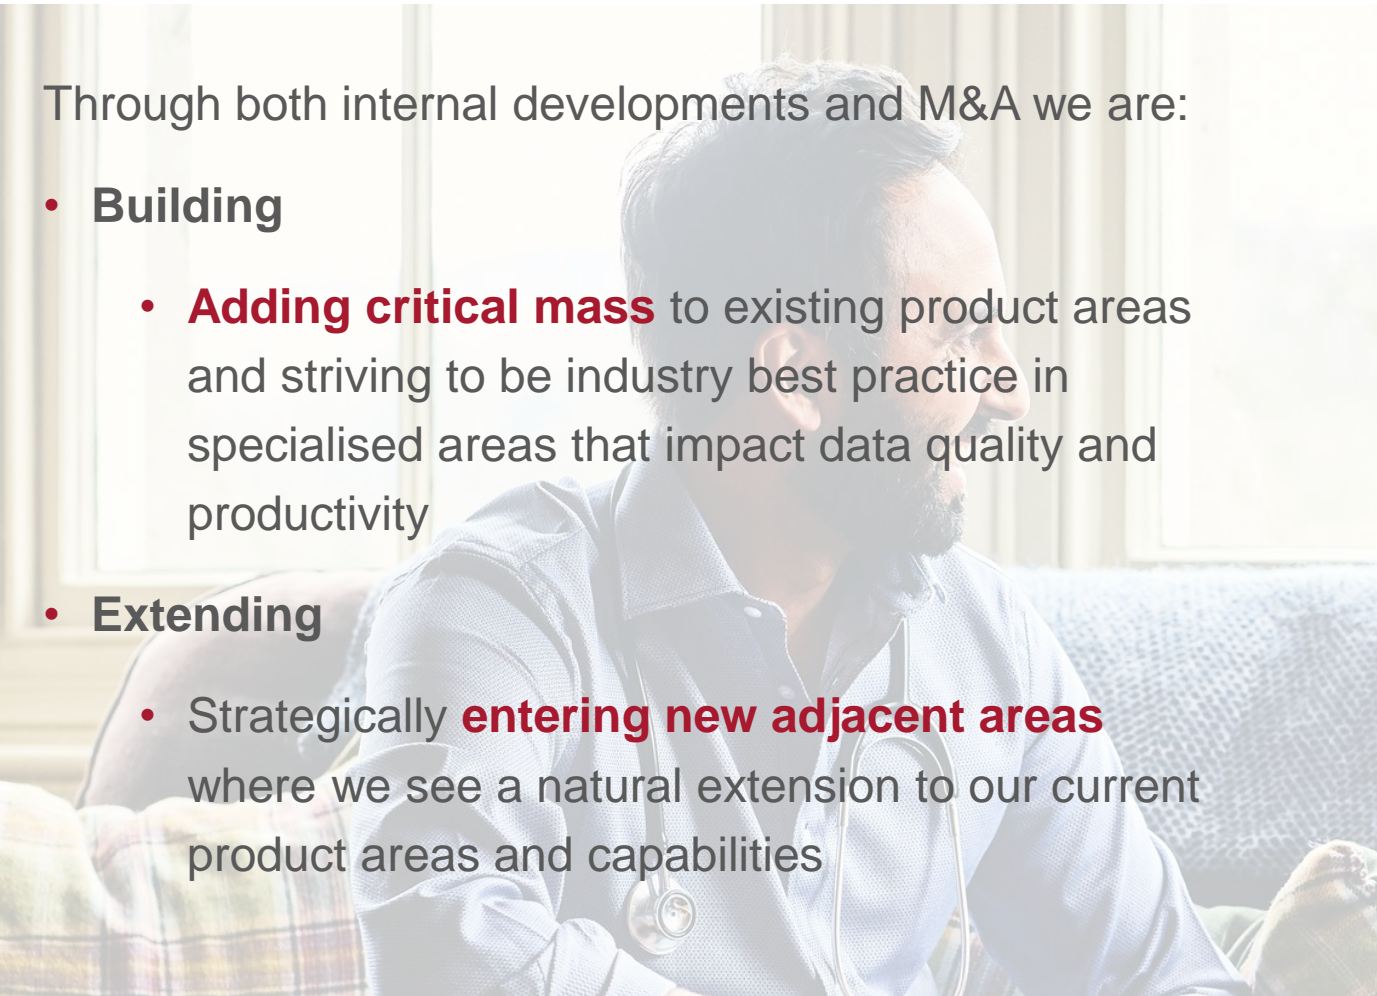 Through both internal developments and M&A we are:
• Building
• Adding critical mass to existing product areas
and striving to be industry best practice in
specialised areas that impact data quality and
productivity
• Extending
• Strategically entering new adjacent areas
where we see a natural extension to our current
product areas and capabilities